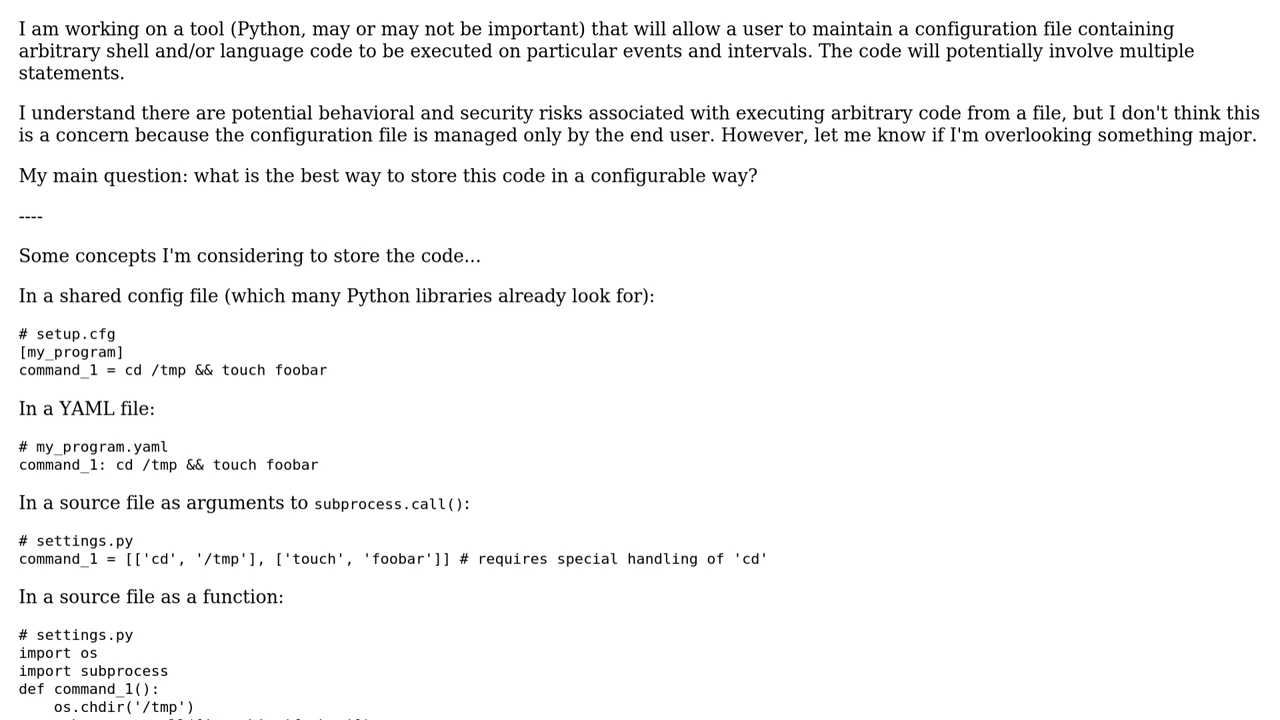 I am working on a tool (Python, may or may not be important) that will allow a user to maintain a configuration file containing
arbitrary shell and/or language code to be executed on particular events and intervals. The code will potentially involve multiple
statements.
I understand there are potential behavioral and security risks associated with executing arbitrary code from a file, but I don't think this
is a concern because the configuration file is managed only by the end user. However, let me know if I'm overlooking something major.
My main question: what is the best way to store this code in a configurable way?
----
Some concepts I'm considering to store the code...
In a shared config file (which many Python libraries already look for):
# setup.cfg
[my_program]
command_1 = cd /tmp && touch foobar
In a YAML file:
# my_program.yaml
command_1: cd /tmp && touch foobar
In a source file as arguments to subprocess.call():
# settings.py
command_1 = [['cd', '/tmp'], ['touch', 'foobar']] # requires special handling of 'cd'
In a source file as a function:
# settings.py
import os
import subprocess
def command_1():
    os.chdir('/tmp')